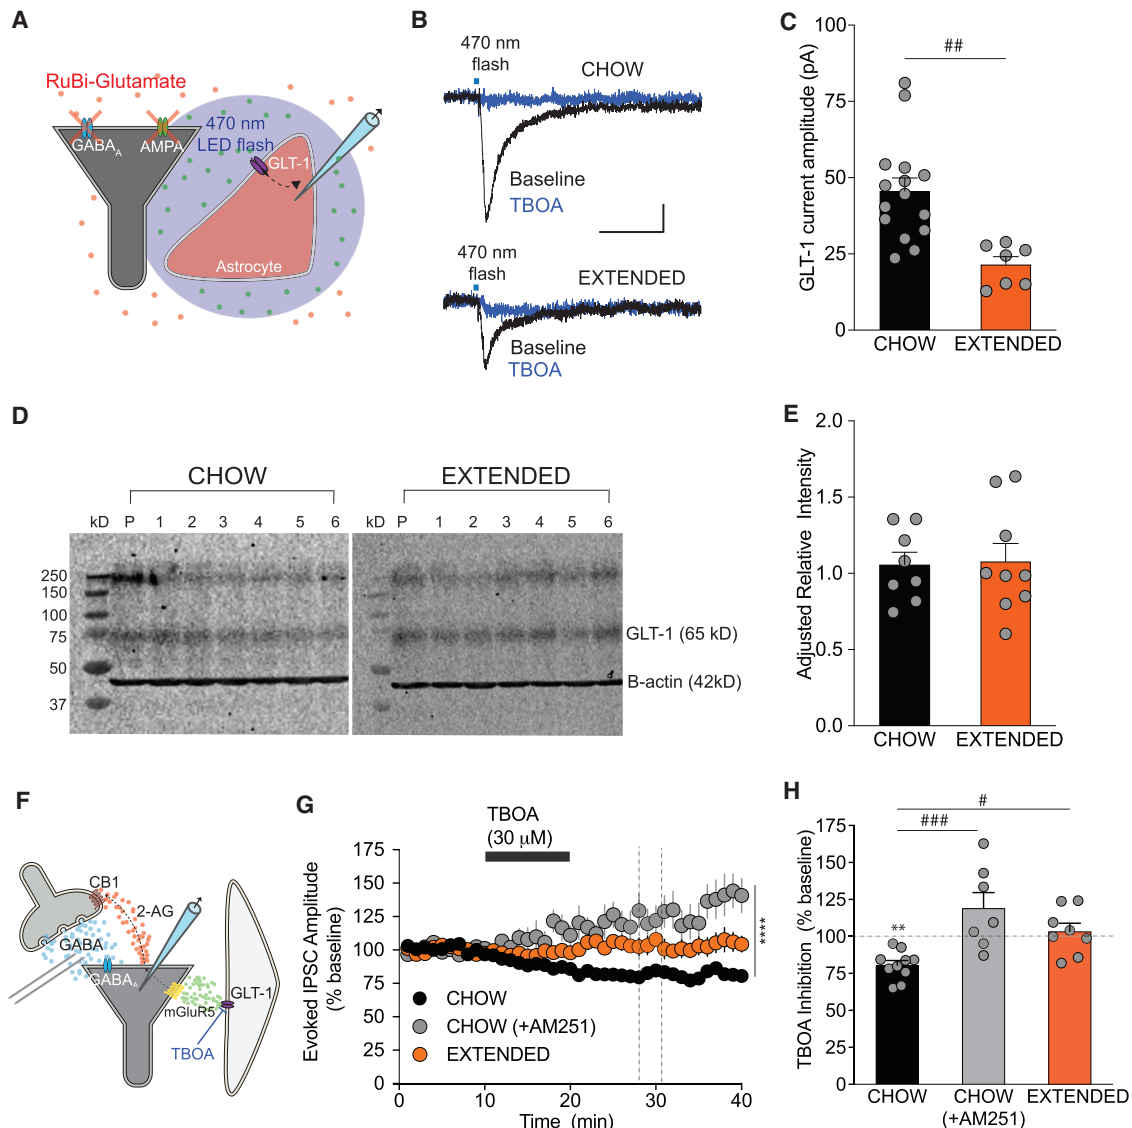 A
RuBi-Glutamate
470 nm
LED flash
GABAA
AMPA
GLT-1
Astrocyte
B
470 nm
flash
CHOW
Baseline
TBOA
470 nm
flash
EXTENDED
Baseline
TBOA
C
GLT-1 current amplitude (pA)
100
75
50
25
0
##
CHOW
EXTENDED
D
CHOW
EXTENDED
kD P 1 2 3 4 5 6
kD P 1 2 3 4 5 6
250
150
100
75
50
37
GLT-1 (65 kD)
B-actin (42kD)
E
Adjusted Relative Intensity
2.0
1.5
1.0
0.5
0.0
CHOW
EXTENDED
F
CB1
2-AG
GABA
GABAA
mGluR5
GLT-1
TBOA
G
TBOA
(30 µM)
Evoked IPSC Amplitude
(% baseline)
175
150
125
100
75
50
25
0
CHOW
CHOW (+AM251)
EXTENDED
****
0 10 20 30 40
Time (min)
H
TBOA Inhibition (% baseline)
175
150
125
100
75
50
25
0
#
###
**
CHOW
CHOW
(+AM251)
EXTENDED